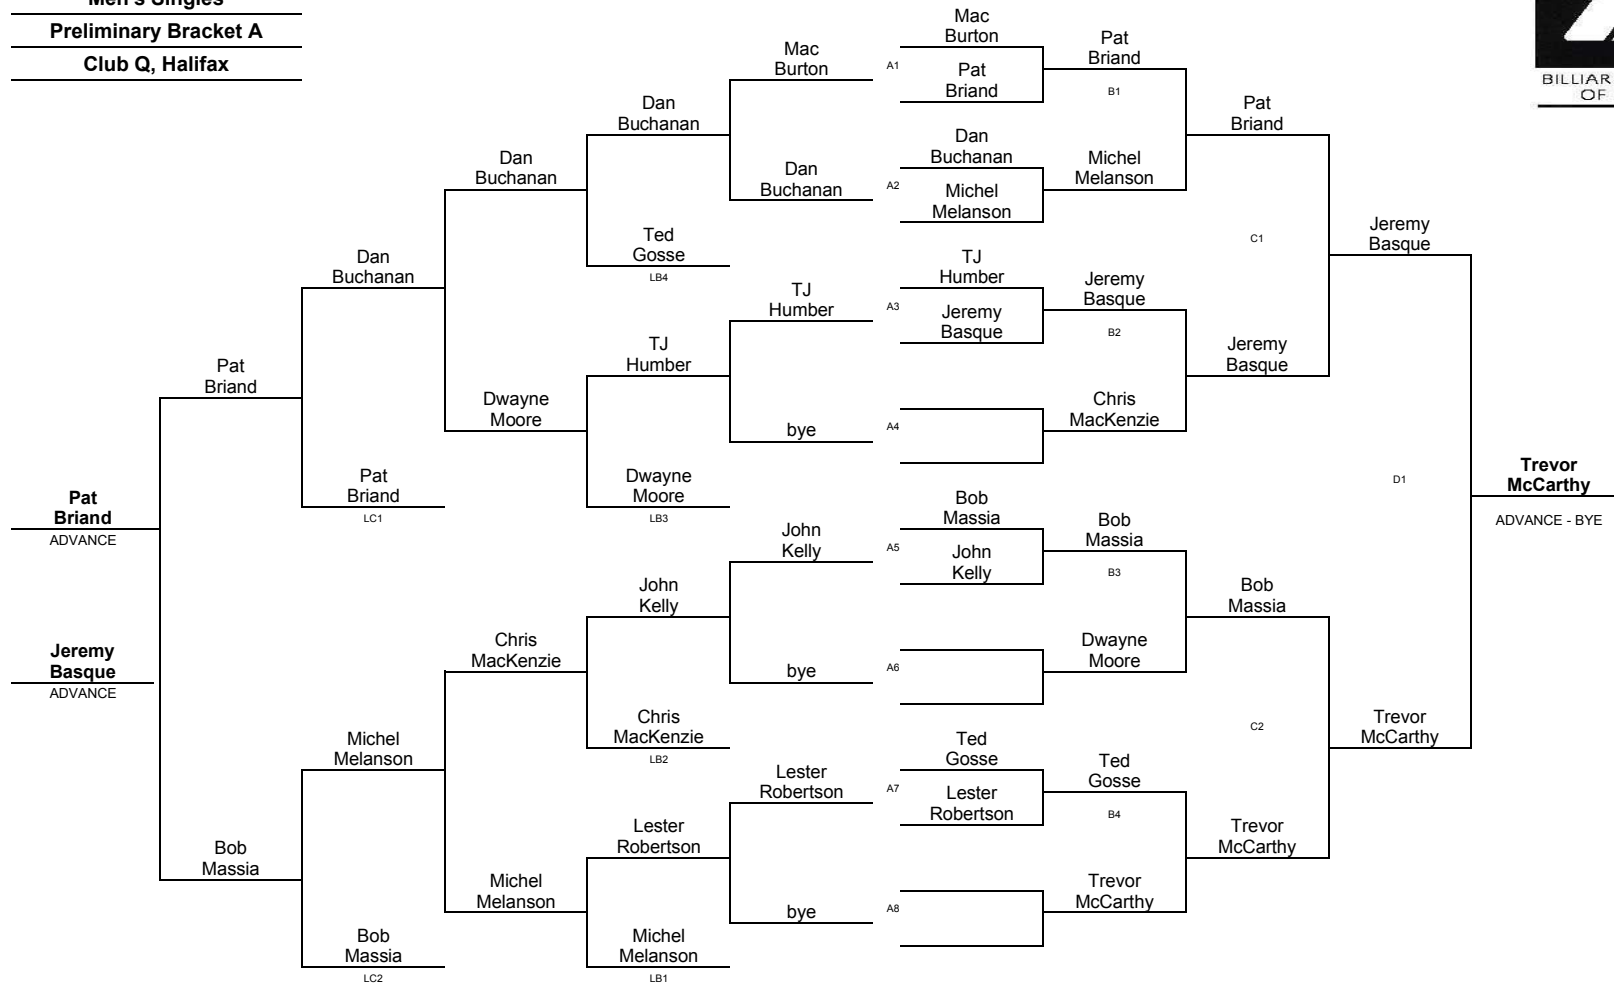 Men's Singles
Preliminary Bracket A
Club Q, Halifax
BILLIAR
OF
Pat
Briand
ADVANCE
Jeremy
Basque
ADVANCE
Pat
Briand
Bob
Massia
Dan
Buchanan
Pat
Briand
LC1
Michel
Melanson
Bob
Massia
LC2
Dan
Buchanan
Dwayne
Moore
Chris
MacKenzie
Michel
Melanson
Dan
Buchanan
Ted
Gosse
LB4
TJ
Humber
Dwayne
Moore
LB3
John
Kelly
Chris
MacKenzie
LB2
Lester
Robertson
Michel
Melanson
LB1
Mac
Burton
Dan
Buchanan
TJ
Humber
bye
John
Kelly
bye
Lester
Robertson
bye
A1
A2
A3
A4
A5
A6
A7
A8
Mac
Burton
Pat
Briand
Dan
Buchanan
Michel
Melanson
TJ
Humber
Jeremy
Basque
Bob
Massia
John
Kelly
Ted
Gosse
Lester
Robertson
Pat
Briand
B1
Michel
Melanson
Jeremy
Basque
B2
Chris
MacKenzie
Bob
Massia
B3
Dwayne
Moore
Ted
Gosse
B4
Trevor
McCarthy
Pat
Briand
C1
Jeremy
Basque
Bob
Massia
C2
Trevor
McCarthy
Jeremy
Basque
D1
Trevor
McCarthy
Trevor
McCarthy
ADVANCE - BYE